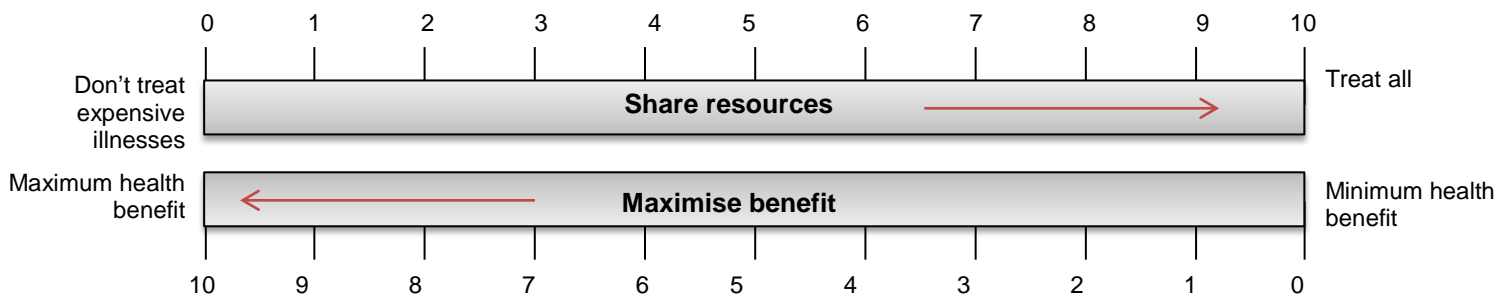 0 1 2 3 4 5 6 7 8 9 10
Don’t treat
expensive
illnesses
Share resources
Treat all
Maximum health
benefit
Maximise benefit
Minimum health
benefit
10 9 8 7 6 5 4 3 2 1 0